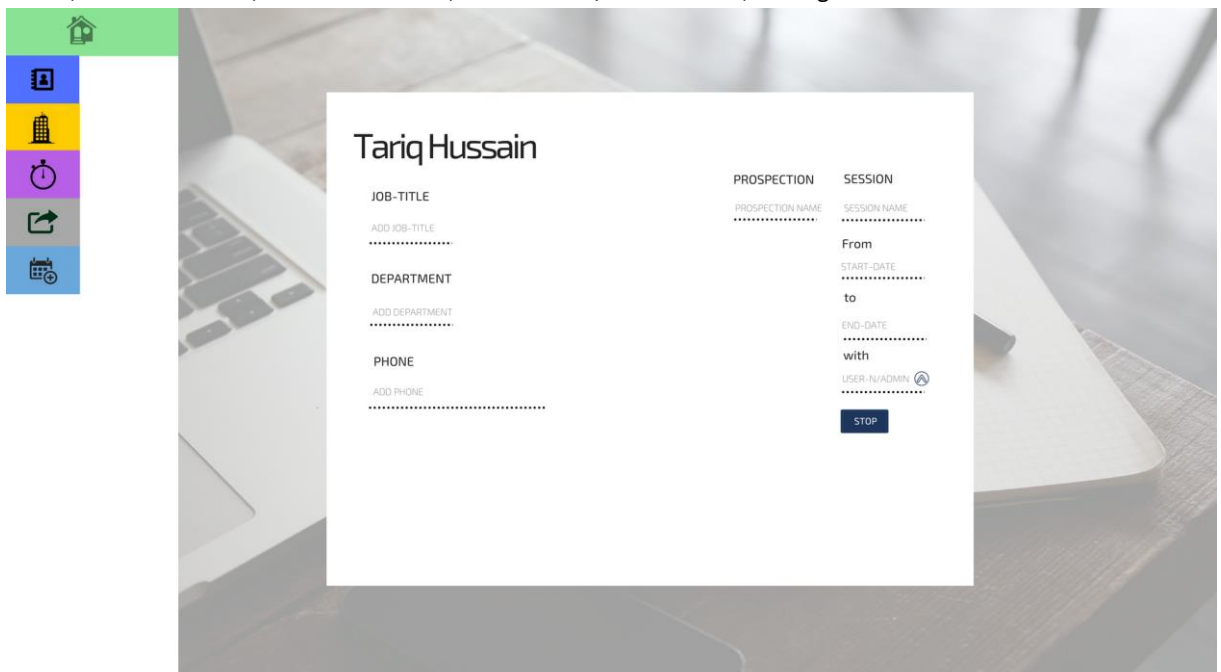 Tariq Hussain
JOB-TITLE
ADD JOB-TITLE
DEPARTMENT
ADD DEPARTMENT
PHONE
ADD PHONE
PROSPECTION
PROSPECTION NAME
SESSION
SESSION NAME
From
START-DATE
to
END-DATE
with
USER-N/ADMIN
STOP